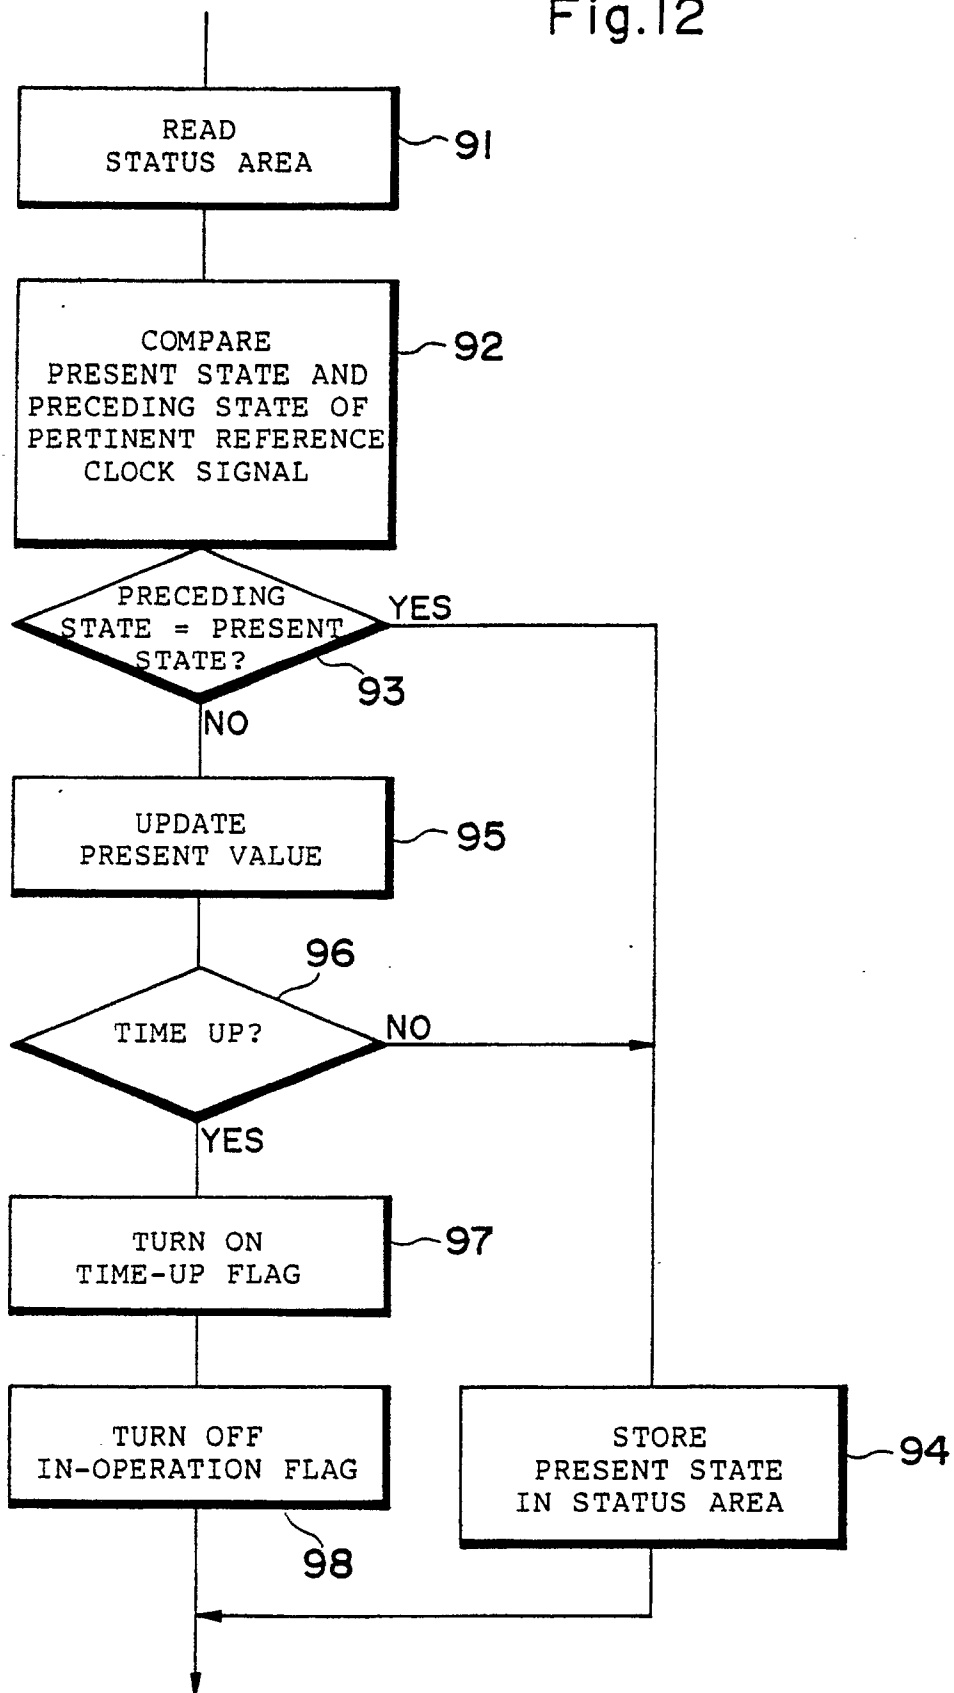 Fig.12
READ
STATUS AREA
91
COMPARE
PRESENT STATE AND
PRECEDING STATE OF
PERTINENT REFERENCE
CLOCK SIGNAL
92
PRECEDING
STATE = PRESENT
STATE?
YES
93
NO
UPDATE
PRESENT VALUE
95
96
TIME UP?
NO
YES
TURN ON
TIME-UP FLAG
97
TURN OFF
IN-OPERATION FLAG
98
STORE
PRESENT STATE
IN STATUS AREA
94